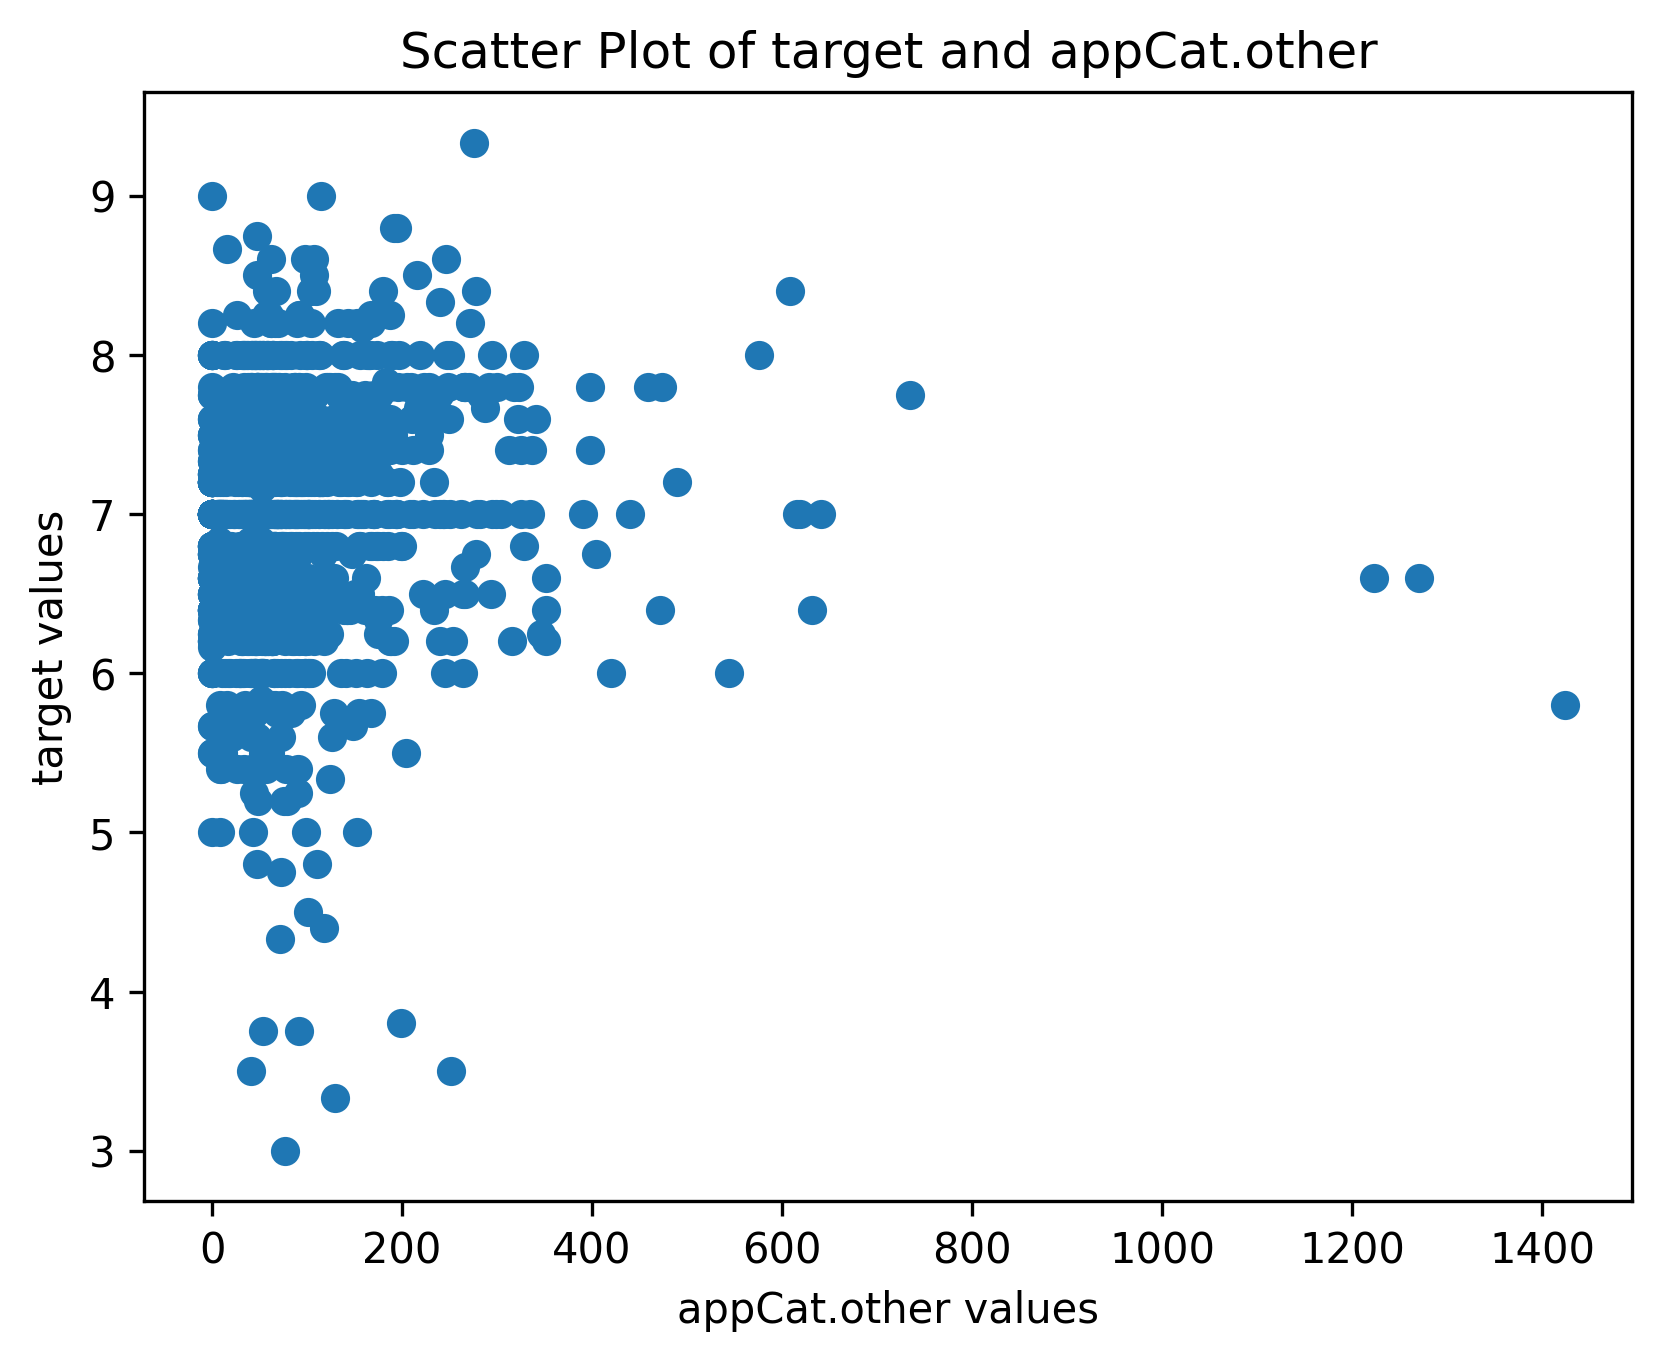 Scatter Plot of target and appCat.other
9
8
7
6
5
4
3
target values
0 200 400 600 800 1000 1200 1400
appCat.other values